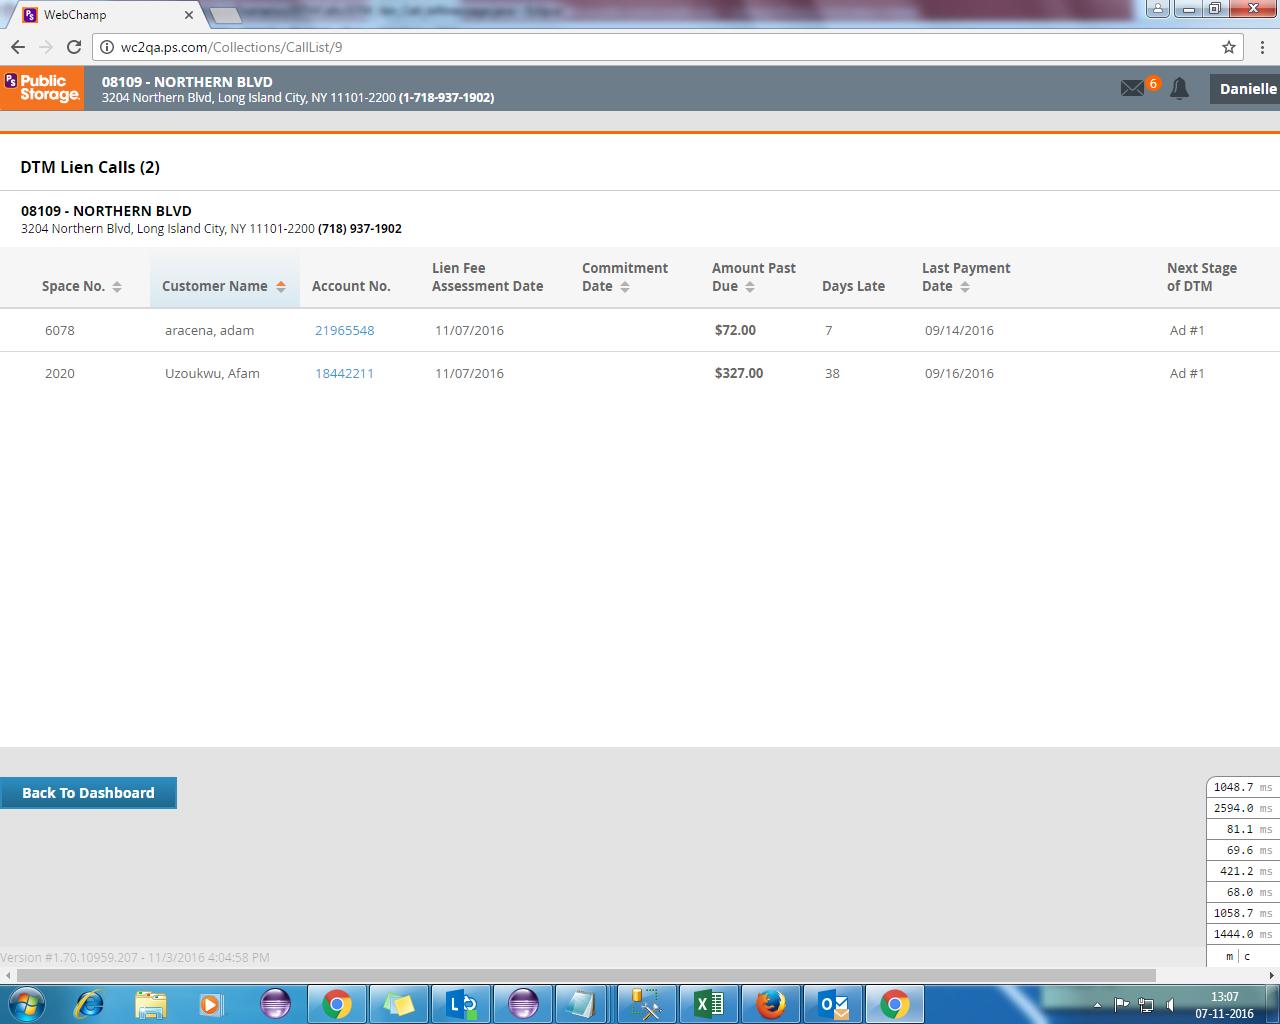 WebChamp
wc2qa.ps.com/Collections/CallList/9
PS Public Storage.
08109 - NORTHERN BLVD
3204 Northern Blvd, Long Island City, NY 11101-2200 (1-718-937-1902)
6
Danielle
DTM Lien Calls (2)
08109 - NORTHERN BLVD
3204 Northern Blvd, Long Island City, NY 11101-2200 (718) 937-1902
Space No. Customer Name Account No. Lien Fee Assessment Date Commitment Date Amount Past Due Days Late Last Payment Date Next Stage of DTM
6078 aracena, adam 21965548 11/07/2016 $72.00 7 09/14/2016 Ad #1
2020 Uzoukwu, Afam 18442211 11/07/2016 $327.00 38 09/16/2016 Ad #1
Back To Dashboard
1048.7 ms
2594.0 ms
81.1 ms
69.6 ms
421.2 ms
68.0 ms
1058.7 ms
1444.0 ms
m | c
Version #1.70.10959.207 - 11/3/2016 4:04:58 PM
13:07
07-11-2016